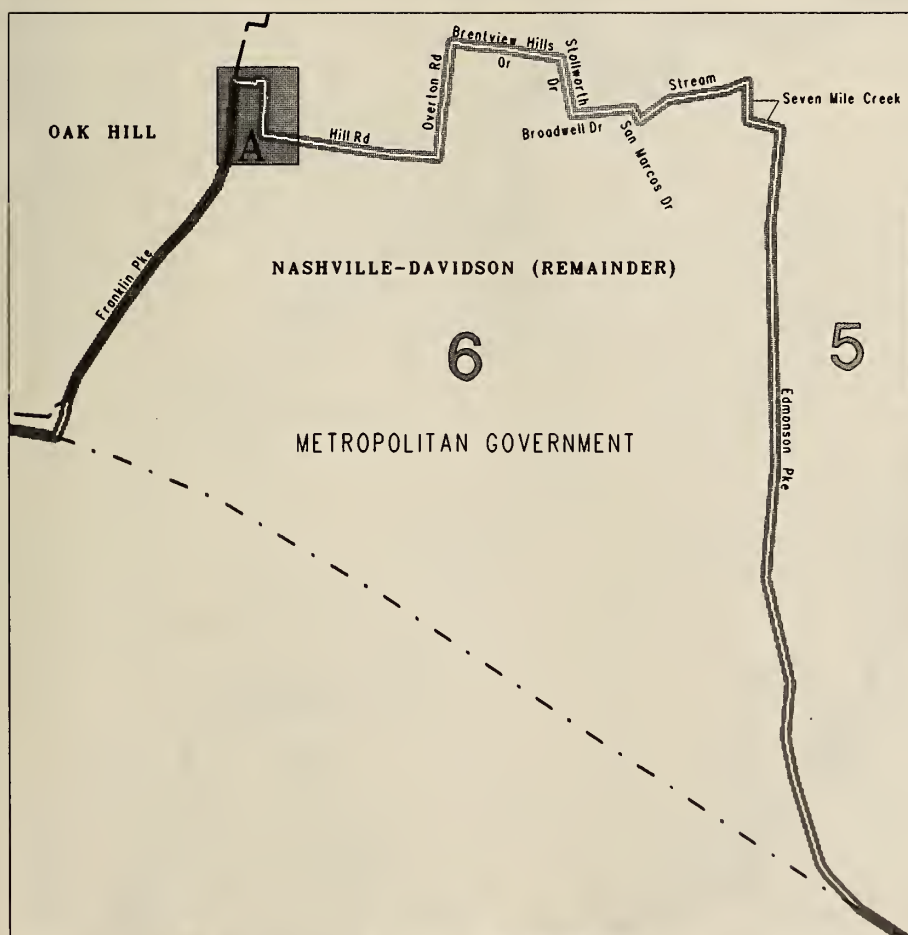 Brentview Hills
Dr
Stollworth
Dr
Stream
Seven Mile Creek
Overton Rd
OAK HILL
A
Hill Rd
Broadwell Dr
San Marcos Dr
Franklin Pke
NASHVILLE-DAVIDSON (REMAINDER)
6
5
Edmonson Pke
METROPOLITAN GOVERNMENT